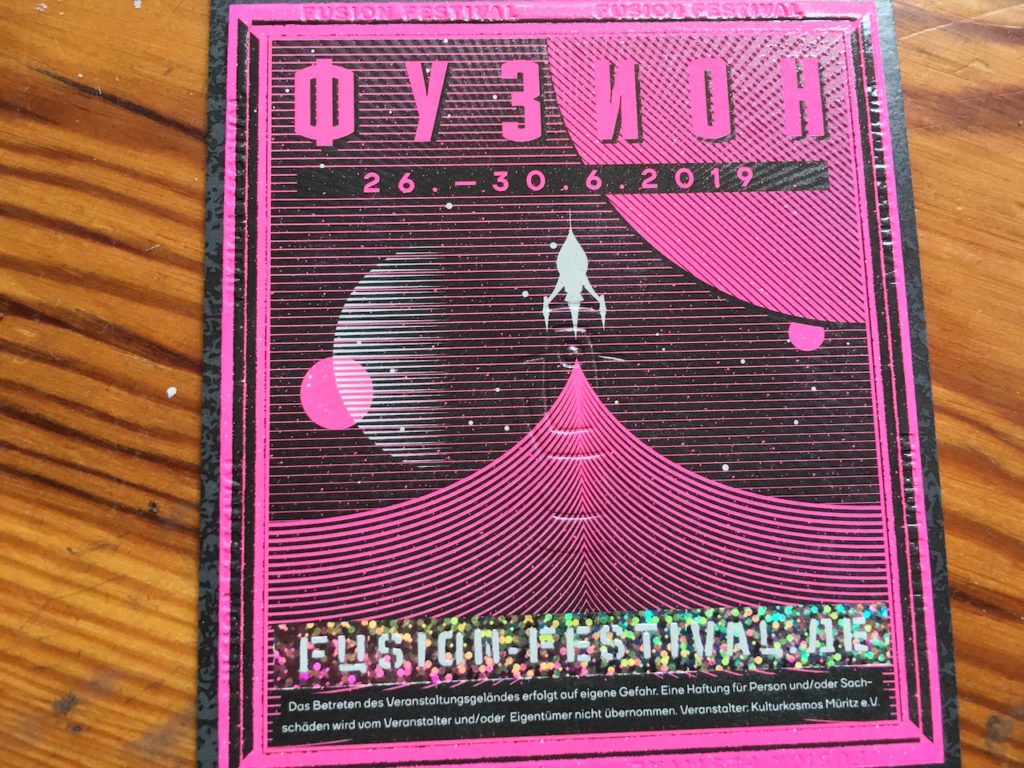 FUSION FESTIVAL FUSION FESTIVAL
ФУЗИОН
26.–30.6.2019
FUSION-FESTIVAL.DE
Das Betreten des Veranstaltungsgeländes erfolgt auf eigene Gefahr. Eine Haftung für Person und/oder Sach-
schäden wird vom Veranstalter und/oder Eigentümer nicht übernommen. Veranstalter: Kulturkosmos Müritz e.V.